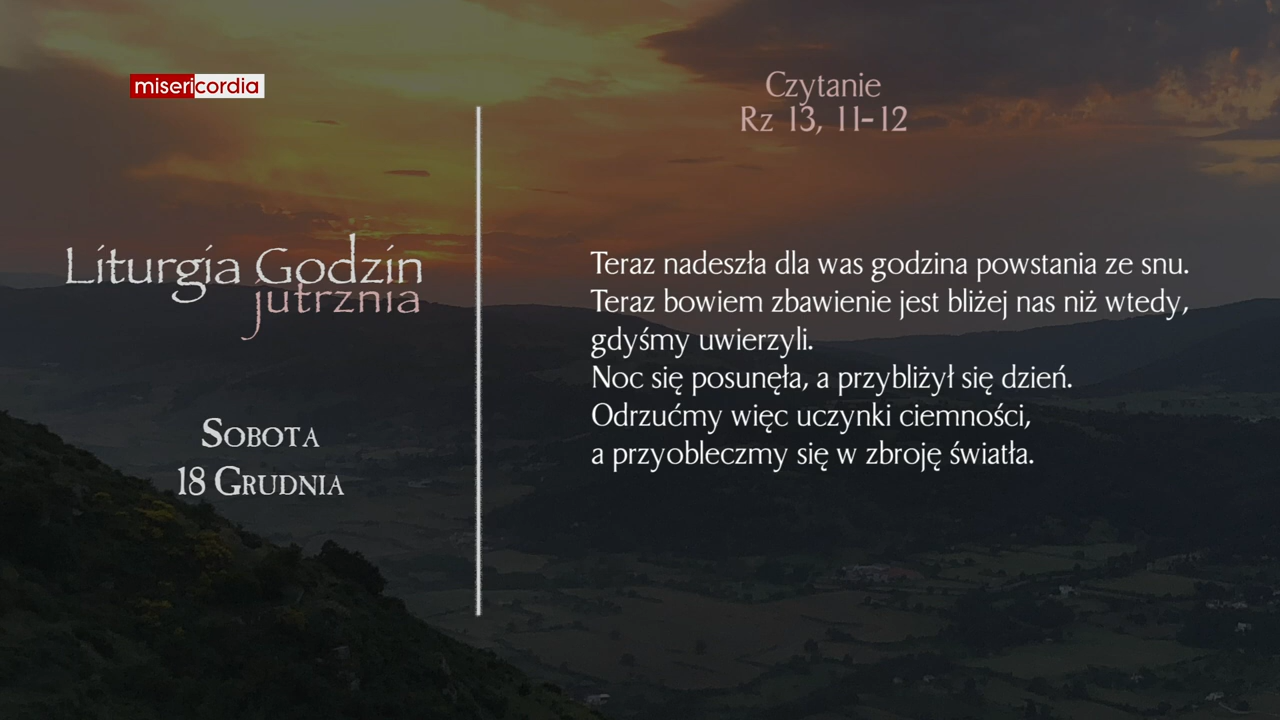 misericordia
Liturgia Godzin
jutrznia
Sobota
18 Grudnia
Czytanie
Rz 13, 11-12
Teraz nadeszła dla was godzina powstania ze snu.
Teraz bowiem zbawienie jest bliżej nas niż wtedy,
gdyśmy uwierzyli.
Noc się posunęła, a przybliżył się dzień.
Odrzućmy więc uczynki ciemności,
a przyobleczmy się w zbroję światła.